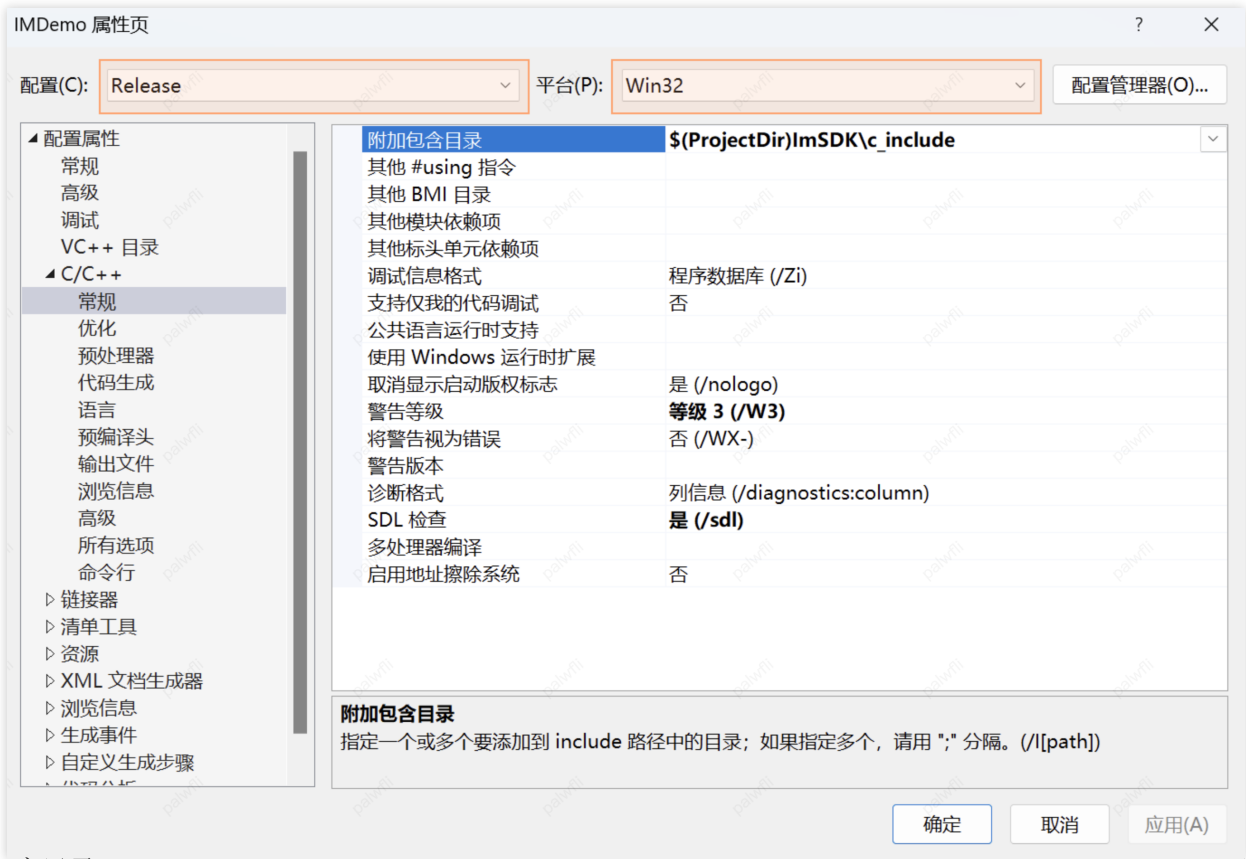 IMDemo 属性页
配置(C): Release 平台(P): Win32 配置管理器(O)...
配置属性
常规
高级
调试
VC++ 目录
C/C++
常规
优化
预处理器
代码生成
语言
预编译头
输出文件
浏览信息
高级
所有选项
命令行
链接器
清单工具
资源
XML 文档生成器
浏览信息
生成事件
自定义生成步骤
代码分析
附加包含目录 $(ProjectDir)ImSDK\c_include
其他 #using 指令
其他 BMI 目录
其他模块依赖项
其他标头单元依赖项
调试信息格式 程序数据库 (/Zi)
支持仅我的代码调试 否
公共语言运行时支持
使用 Windows 运行时扩展
取消显示启动版权标志 是 (/nologo)
警告等级 等级 3 (/W3)
将警告视为错误 否 (/WX-)
警告版本
诊断格式 列信息 (/diagnostics:column)
SDL 检查 是 (/sdl)
多处理器编译
启用地址擦除系统 否
附加包含目录
指定一个或多个要添加到 include 路径中的目录；如果指定多个，请用 ";" 分隔。(/I[path])
确定 取消 应用(A)
palwfli